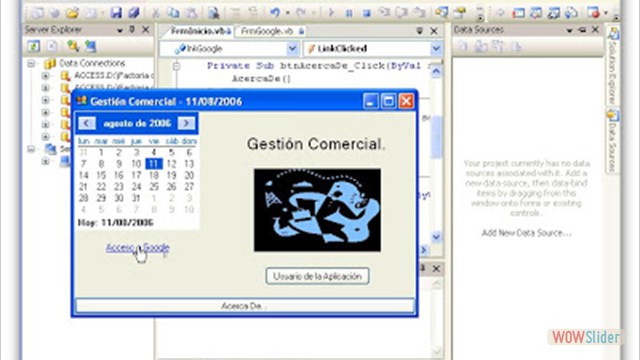 Server Explorer
FrmInicio.vb
FrmGoogle.vb
Data Sources
lnkGoogle
LinkClicked
Data Connections
ACCESS.D:\Factoria
Private Sub btnAcercaDe_Click(ByVal
AcercaDe()
Solution Explorer
Data Sources
Gestión Comercial - 11/08/2006
agosto de 2006
lun mar mié jue vie sáb dom
31 1 2 3 4 5 6
7 8 9 10 11 12 13
14 15 16 17 18 19 20
21 22 23 24 25 26 27
28 29 30 31 1 2 3
4 5 6 7 8 9 10
Hoy: 11/08/2006
Acceso a Google
Gestión Comercial.
Usuario de la Aplicación
Acerca De...
Your project currently has no data
sources associated with it. Add a
new data-source, then data-bind
items by dragging from this
window onto forms or existing
controls.
Add New Data Source...
WOWSlider